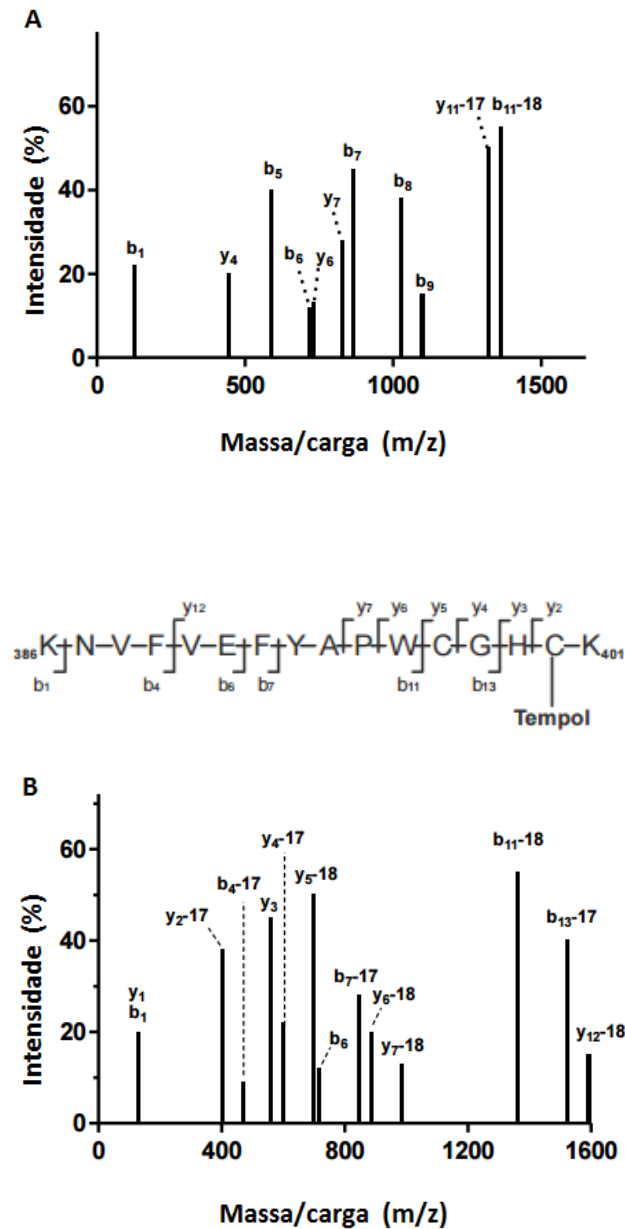 A
Intensidade (%)
60
40
20
0
b1
y4
b5
b6
y6
y7
b7
b8
b9
y11-17
b11-18
0 500 1000 1500
Massa/carga (m/z)
y12 y7 y6 y5 y4 y3 y2
386K-N-V-F-V-E-F-Y-A-P-W-C-G-H-C-K401
b1 b4 b6 b7 b11 b13
Tempol
B
Intensidade (%)
60
40
20
0
y1
b1
y2-17
b4-17
y3
y4-17
y5-18
b6
b7-17
y6-18
y7-18
b11-18
b13-17
y12-18
0 400 800 1200 1600
Massa/carga (m/z)